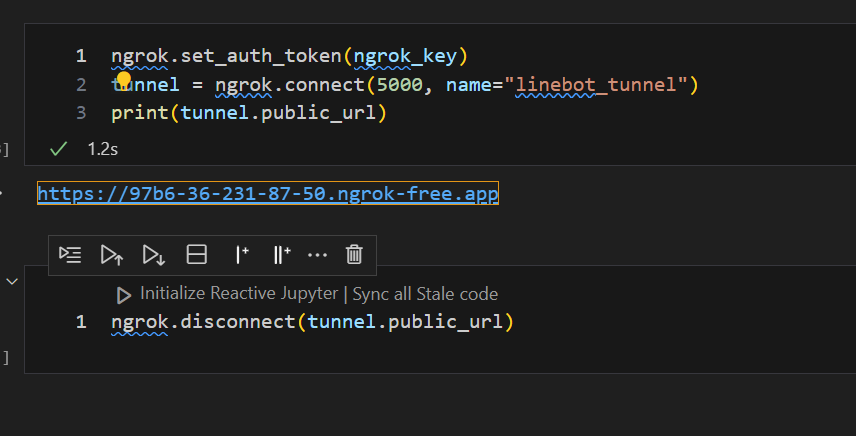 1 ngrok.set_auth_token(ngrok_key)
2 tunnel = ngrok.connect(5000, name="linebot_tunnel")
3 print(tunnel.public_url)
] 1.2s
https://97b6-36-231-87-50.ngrok-free.app
Initialize Reactive Jupyter | Sync all Stale code
1 ngrok.disconnect(tunnel.public_url)
]